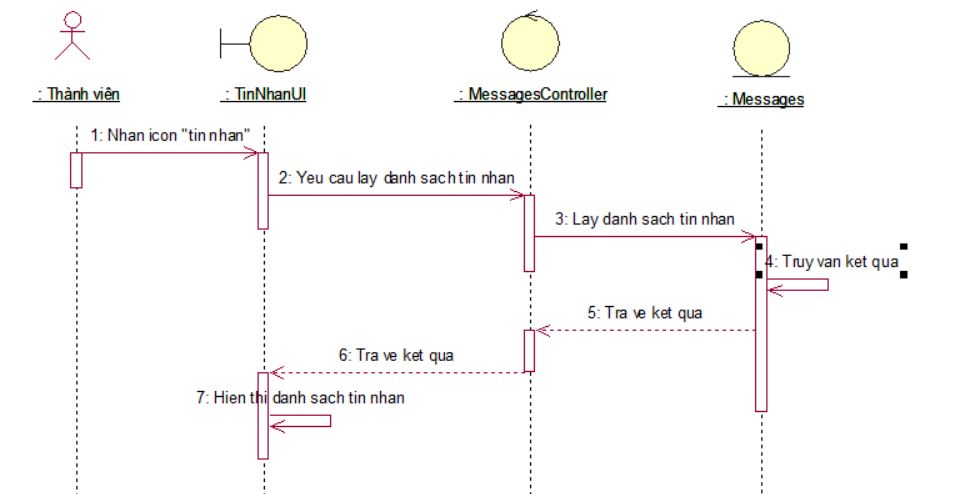 : Thành viên
: TinNhanUI
: MessagesController
: Messages
1: Nhan icon "tin nhan"
2: Yeu cau lay danh sach tin nhan
3: Lay danh sach tin nhan
4: Truy van ket qua
5: Tra ve ket qua
6: Tra ve ket qua
7: Hien thi danh sach tin nhan